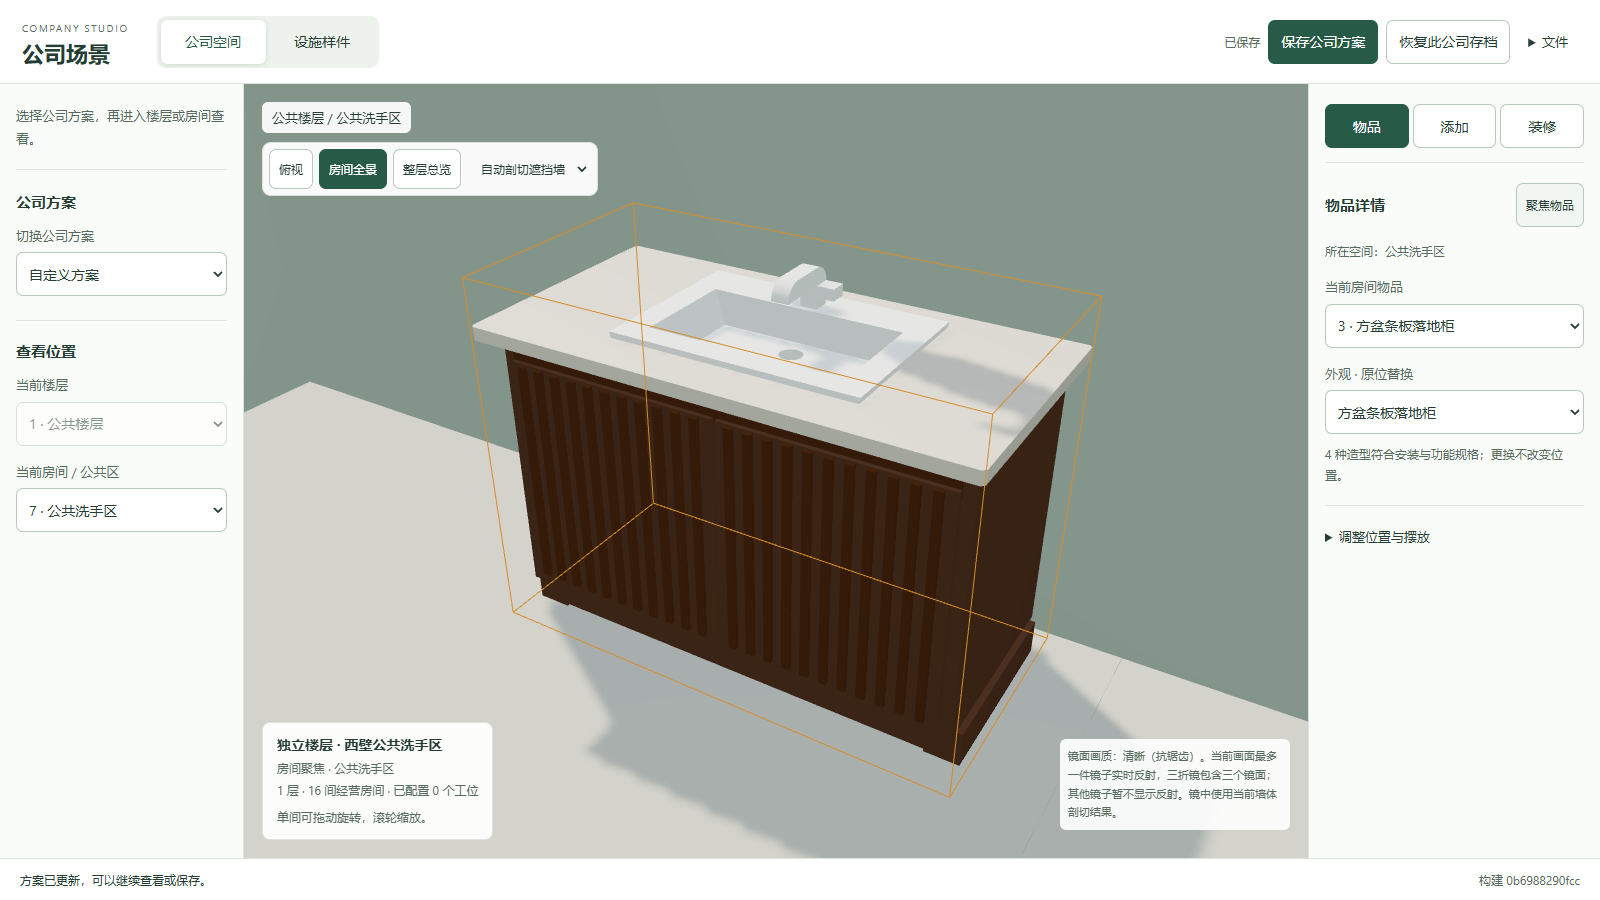 COMPANY STUDIO
公司场景
公司空间
设施样件
已保存
保存公司方案
恢复此公司存档
文件
选择公司方案，再进入楼层或房间查
看。
公司方案
切换公司方案
自定义方案
查看位置
当前楼层
1 · 公共楼层
当前房间 / 公共区
7 · 公共洗手区
公共楼层 / 公共洗手区
俯视
房间全景
整层总览
自动剖切遮挡墙
独立楼层 · 西壁公共洗手区
房间聚焦 · 公共洗手区
1 层 · 16 间经营房间 · 已配置 0 个工位
单间可拖动旋转，滚轮缩放。
镜面画质：清晰（抗锯齿）。当前画面最多
一件镜子实时反射，三折镜包含三个镜面；
其他镜子暂不显示反射。镜中使用当前墙体
剖切结果。
物品
添加
装修
物品详情
聚焦物品
所在空间：公共洗手区
当前房间物品
3 · 方盆条板落地柜
外观 · 原位替换
方盆条板落地柜
4 种造型符合安装与功能规格；更换不改变位
置。
调整位置与摆放
方案已更新，可以继续查看或保存。
构建 0b6988290fcc